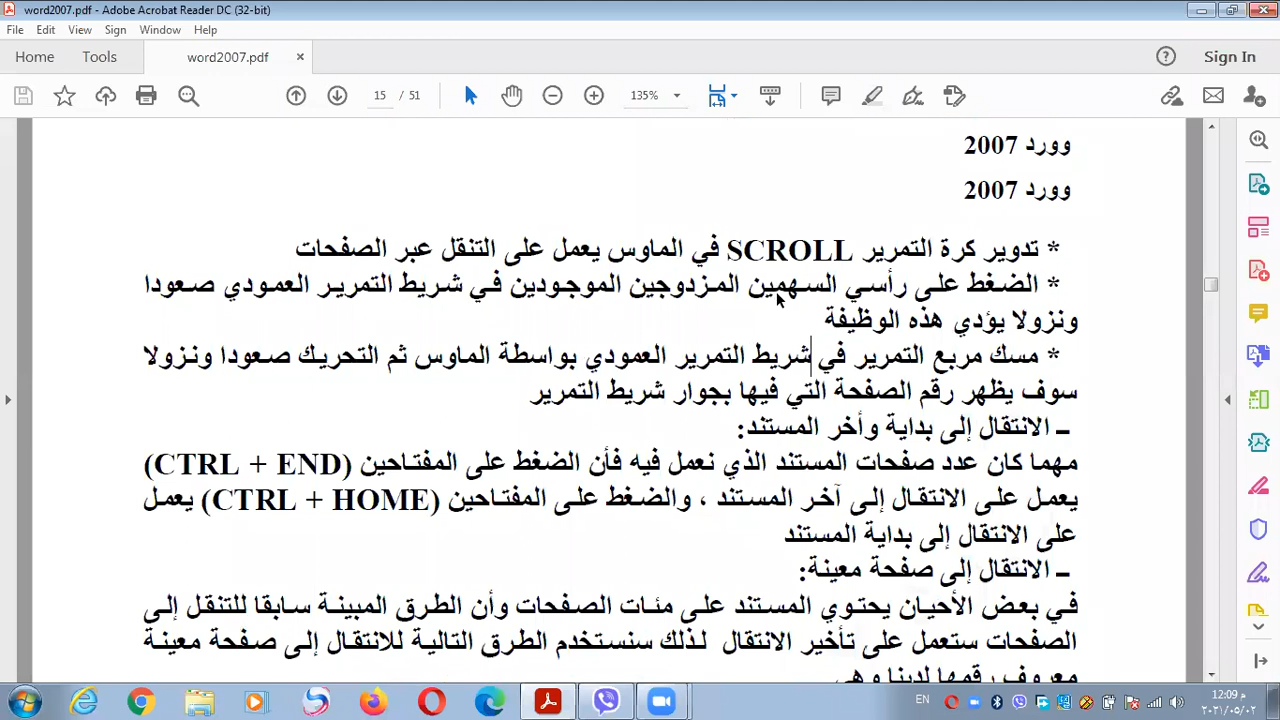 word2007.pdf - Adobe Acrobat Reader DC (32-bit)
File Edit View Sign Window Help
Home Tools word2007.pdf × Sign In
15 / 51 135%
وورد 2007
وورد 2007
* تدوير كرة التمرير SCROLL في الماوس يعمل على التنقل عبر الصفحات
* الضغط على رأسي السهمين المزدوجين الموجودين في شريط التمرير العمودي صعودا
ونزولا يؤدي هذه الوظيفة
* مسك مربع التمرير في شريط التمرير العمودي بواسطة الماوس ثم التحريك صعودا ونزولا
سوف يظهر رقم الصفحة التي فيها بجوار شريط التمرير
ـ الانتقال إلى بداية وأخر المستند:
مهما كان عدد صفحات المستند الذي نعمل فيه فأن الضغط على المفتاحين (CTRL + END)
يعمل على الانتقال إلى آخر المستند ، والضغط على المفتاحين (CTRL + HOME) يعمل
على الانتقال إلى بداية المستند
ـ الانتقال إلى صفحة معينة:
في بعض الأحيان يحتوي المستند على مئات الصفحات وأن الطرق المبينة سابقا للتنقل إلى
الصفحات ستعمل على تأخير الانتقال لذلك سنستخدم الطرق التالية للانتقال إلى صفحة معينة
معروف رقمها لدينا وهي
EN
12:09 م
٢٠٢١/٠٥/٠٢